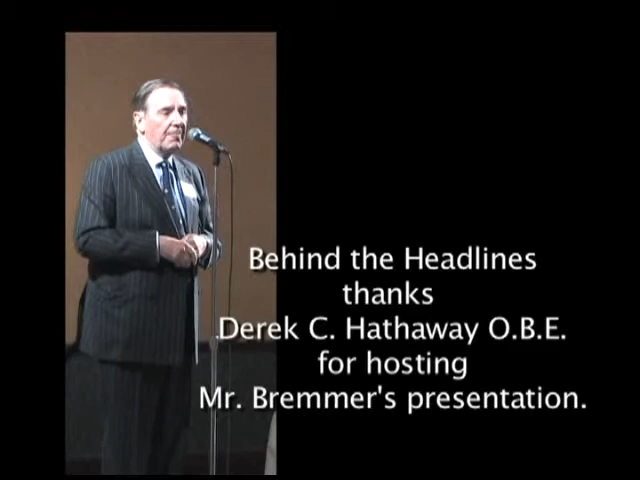 Behind the Headlines
thanks
Derek C. Hathaway O.B.E.
for hosting
Mr. Bremmer's presentation.